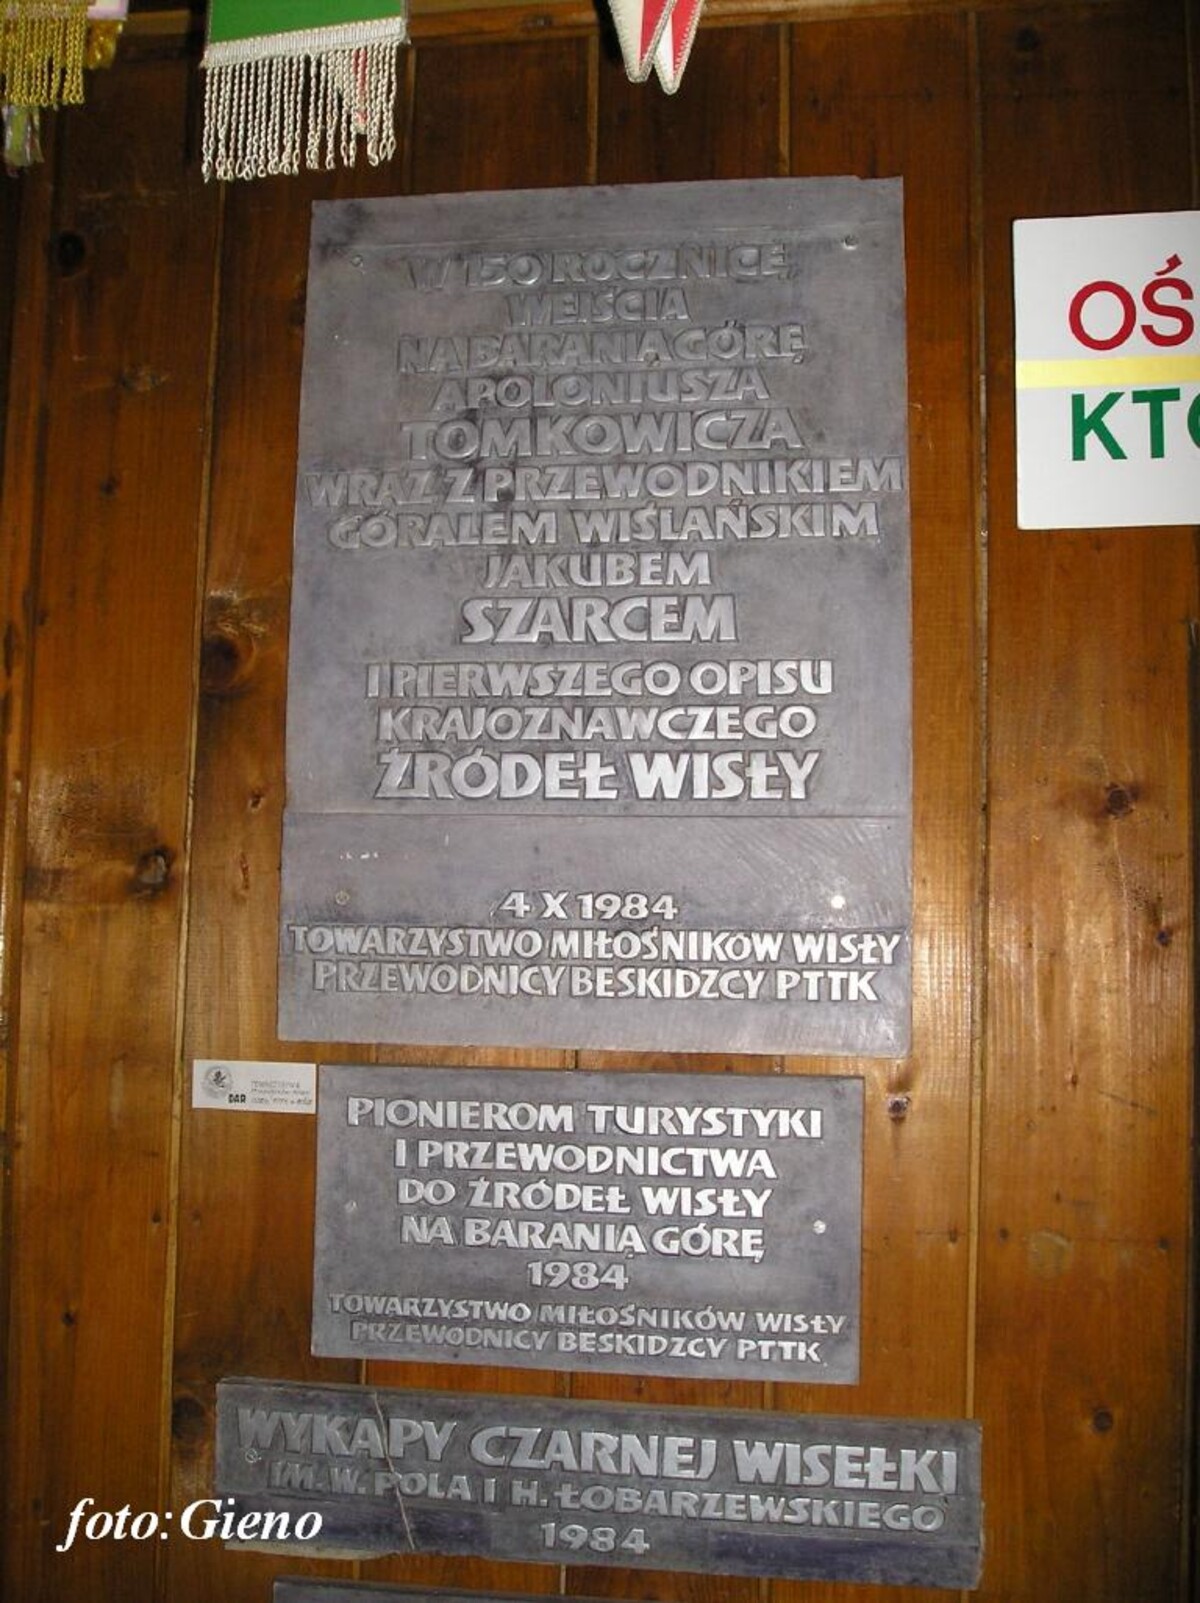 W 150 ROCZNICĘ
WEJŚCIA
NA BARANIĄ GÓRĘ
APOLONIUSZA
TOMKOWICZA
WRAZ Z PRZEWODNIKIEM
GÓRALEM WIŚLAŃSKIM
JAKUBEM
SZARCEM
I PIERWSZEGO OPISU
KRAJOZNAWCZEGO
ŹRÓDEŁ WISŁY
4 X 1984
TOWARZYSTWO MIŁOŚNIKÓW WISŁY
PRZEWODNICY BESKIDZCY PTTK
OŚ
KTO
DAR
PIONIEROM TURYSTYKI
I PRZEWODNICTWA
DO ŹRÓDEŁ WISŁY
NA BARANIĄ GÓRĘ
1984
TOWARZYSTWO MIŁOŚNIKÓW WISŁY
PRZEWODNICY BESKIDZCY PTTK
WYKAPY CZARNEJ WISEŁKI
IM. W. POLA I H. ŁOBARZEWSKIEGO
1984
foto: Gieno